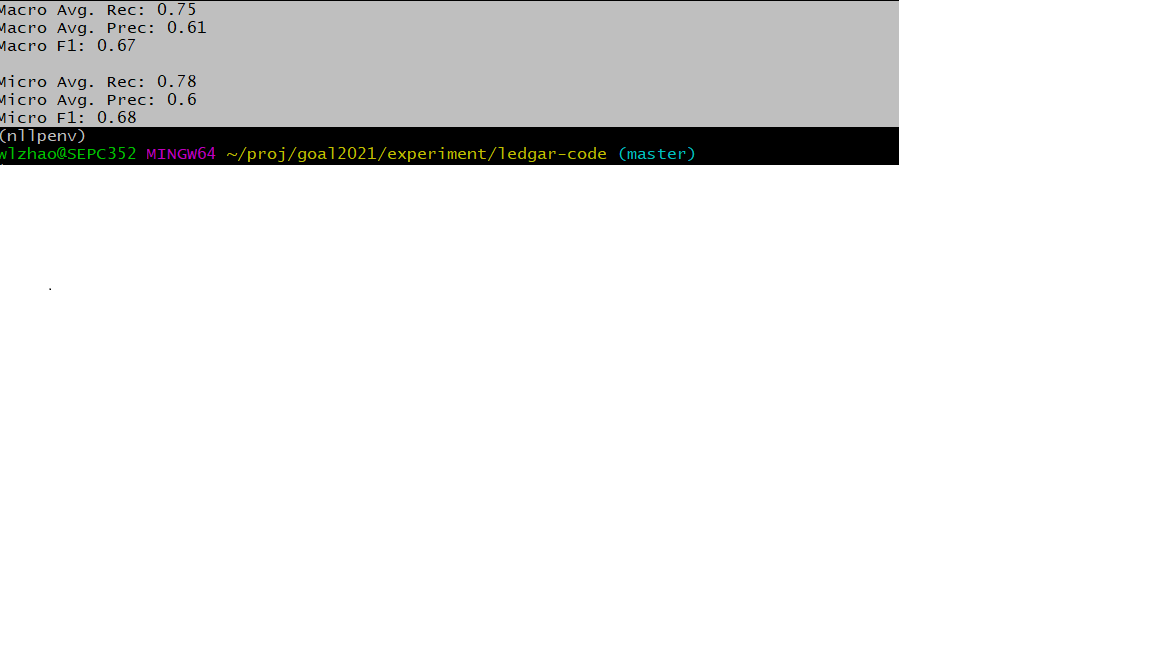 Macro Avg. Rec: 0.75
Macro Avg. Prec: 0.61
Macro F1: 0.67
Micro Avg. Rec: 0.78
Micro Avg. Prec: 0.6
Micro F1: 0.68
(nllpenv)
wlzhao@SEPC352 MINGW64 ~/proj/goal2021/experiment/ledgar-code (master)